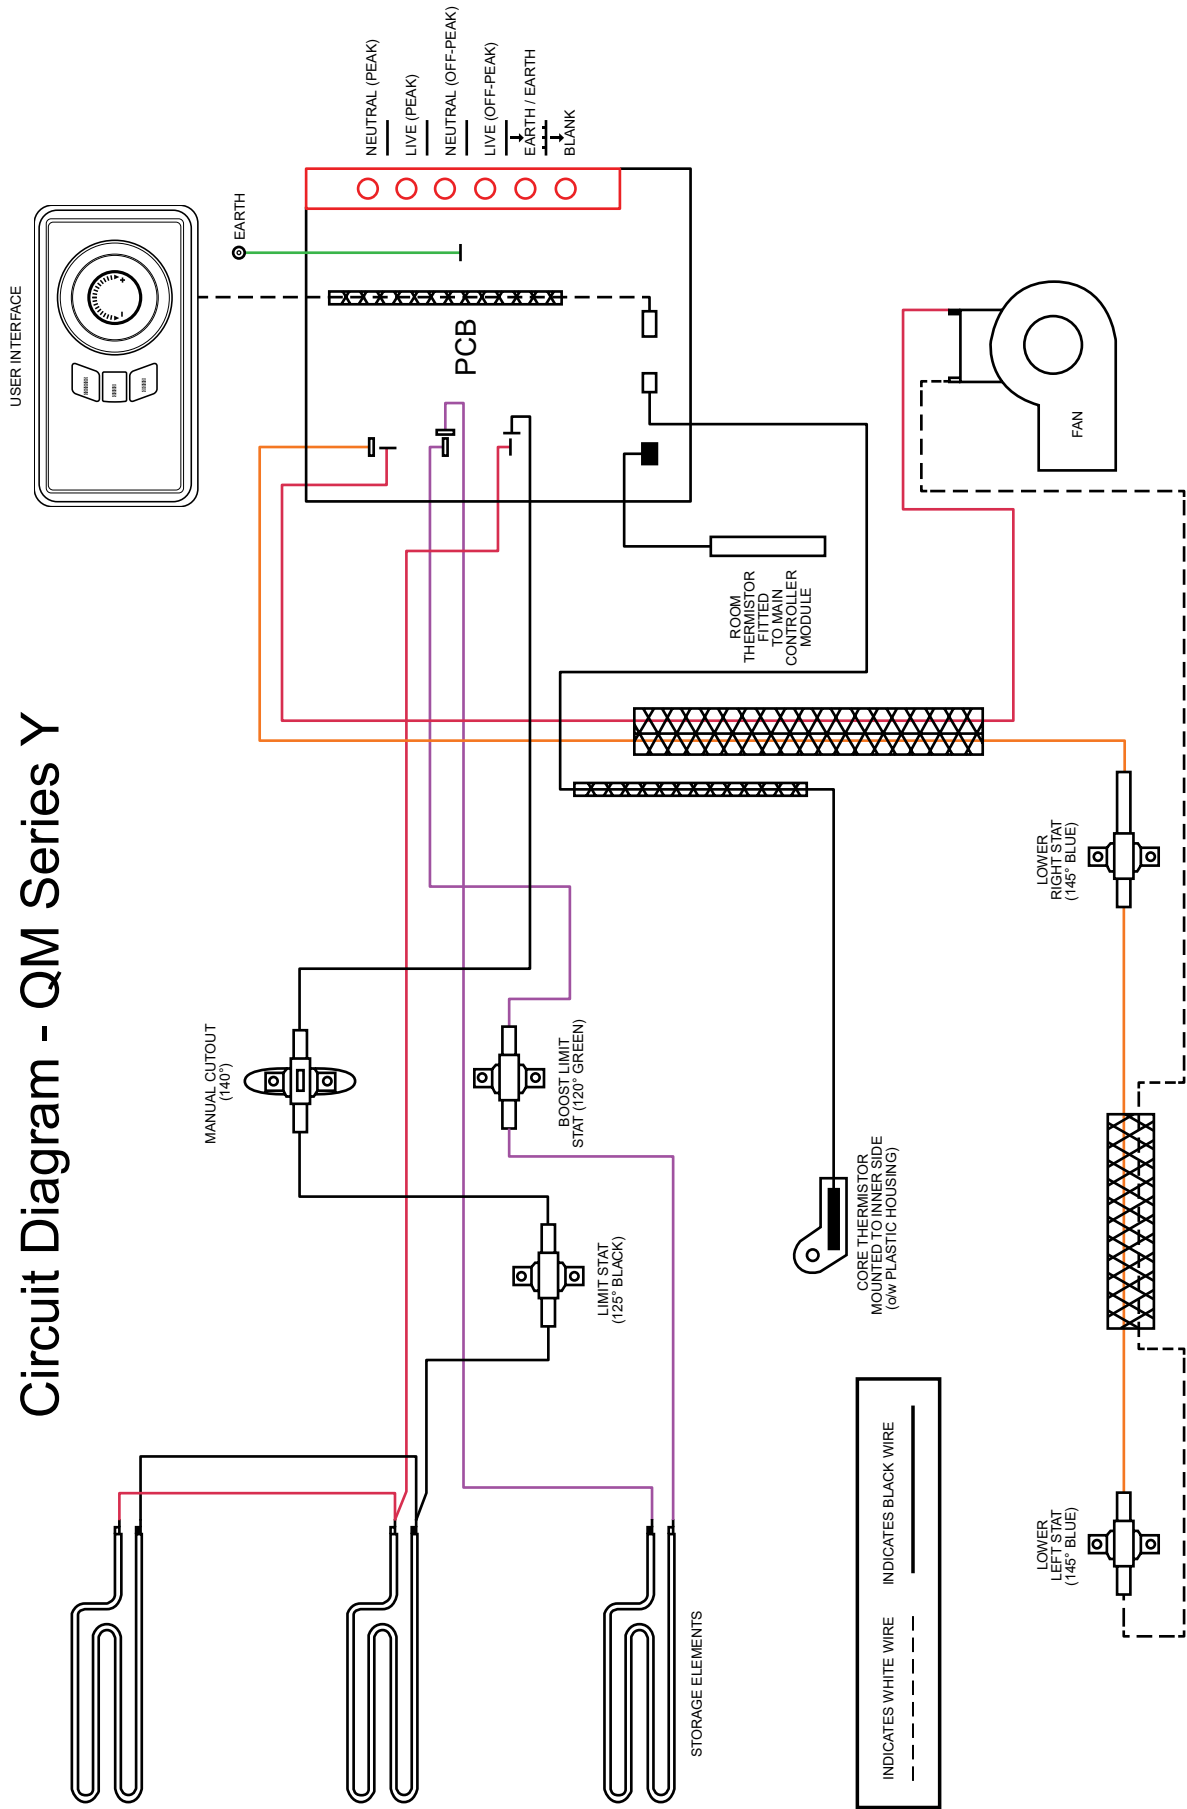 Circuit Diagram - QM Series Y
USER INTERFACE
EARTH
NEUTRAL (PEAK)
LIVE (PEAK)
NEUTRAL (OFF-PEAK)
LIVE (OFF-PEAK)
EARTH / EARTH
BLANK
PCB
MANUAL CUTOUT
(140°)
BOOST LIMIT
STAT (120° GREEN)
LIMIT STAT
(125° BLACK)
ROOM
THERMISTOR
FITTED
TO MAIN
CONTROLLER
MODULE
FAN
STORAGE ELEMENTS
CORE THERMISTOR
MOUNTED TO INNER SIDE
(o/w PLASTIC HOUSING)
LOWER
RIGHT STAT
(145° BLUE)
LOWER
LEFT STAT
(145° BLUE)
INDICATES WHITE WIRE
INDICATES BLACK WIRE